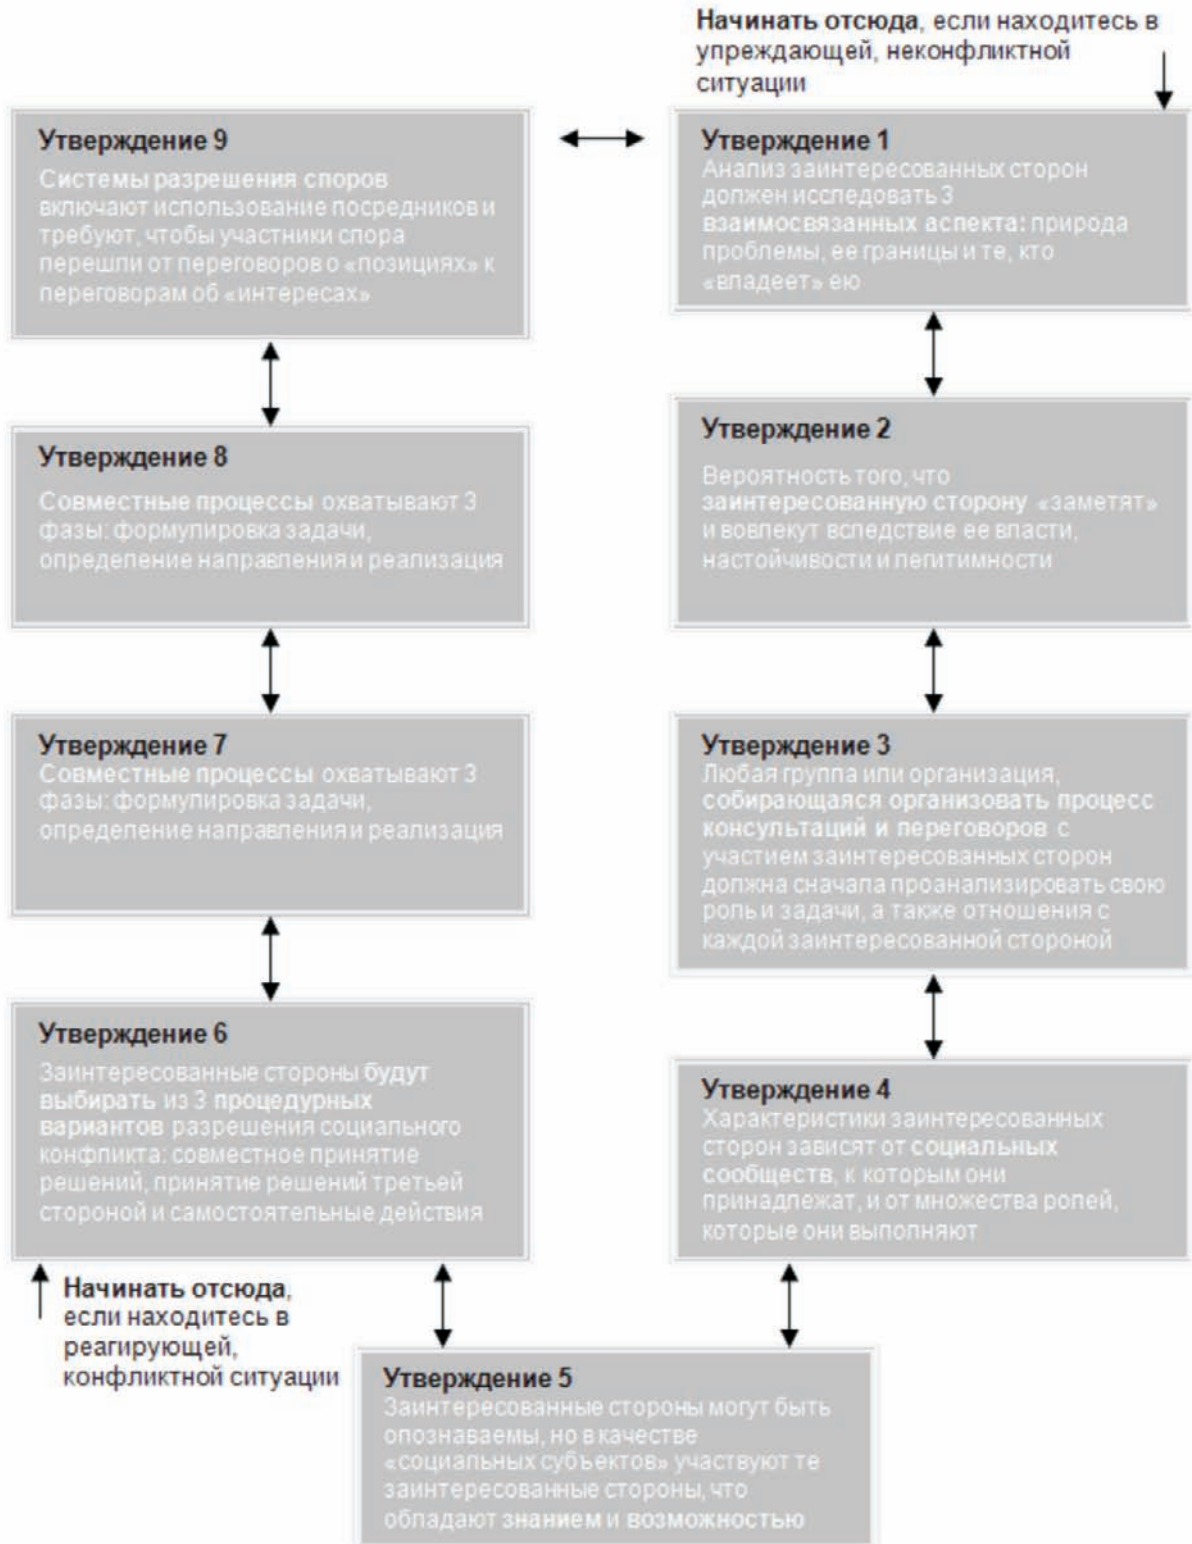 Начинать отсюда, если находитесь в
упреждающей, неконфликтной
ситуации
Утверждение 9
Системы разрешения споров
включают использование посредников и
требуют, чтобы участники спора
перешли от переговоров о «позициях» к
переговорам об «интересах»
Утверждение 1
Анализ заинтересованных сторон
должен исследовать 3
взаимосвязанных аспекта: природа
проблемы, ее границы и те, кто
«владеет» ею
Утверждение 8
Совместные процессы охватывают 3
фазы: формулировка задачи,
определение направления и реализация
Утверждение 2
Вероятность того, что
заинтересованную сторону «заметят»
и вовлекут вследствие ее власти,
настойчивости и легитимности
Утверждение 7
Совместные процессы охватывают 3
фазы: формулировка задачи,
определение направления и реализация
Утверждение 3
Любая группа или организация,
собирающаяся организовать процесс
консультаций и переговоров с
участием заинтересованных сторон
должна сначала проанализировать свою
роль и задачи, а также отношения с
каждой заинтересованной стороной
Утверждение 6
Заинтересованные стороны будут
выбирать из 3 процедурных
вариантов разрешения социального
конфликта: совместное принятие
решений, принятие решений третьей
стороной и самостоятельные действия
Утверждение 4
Характеристики заинтересованных
сторон зависят от социальных
сообществ, к которым они
принадлежат, и от множества ролей,
которые они выполняют
Начинать отсюда,
если находитесь в
реагирующей,
конфликтной ситуации
Утверждение 5
Заинтересованные стороны могут быть
опознаваемы, но в качестве
«социальных субъектов» участвуют те
заинтересованные стороны, что
обладают знанием и возможностью